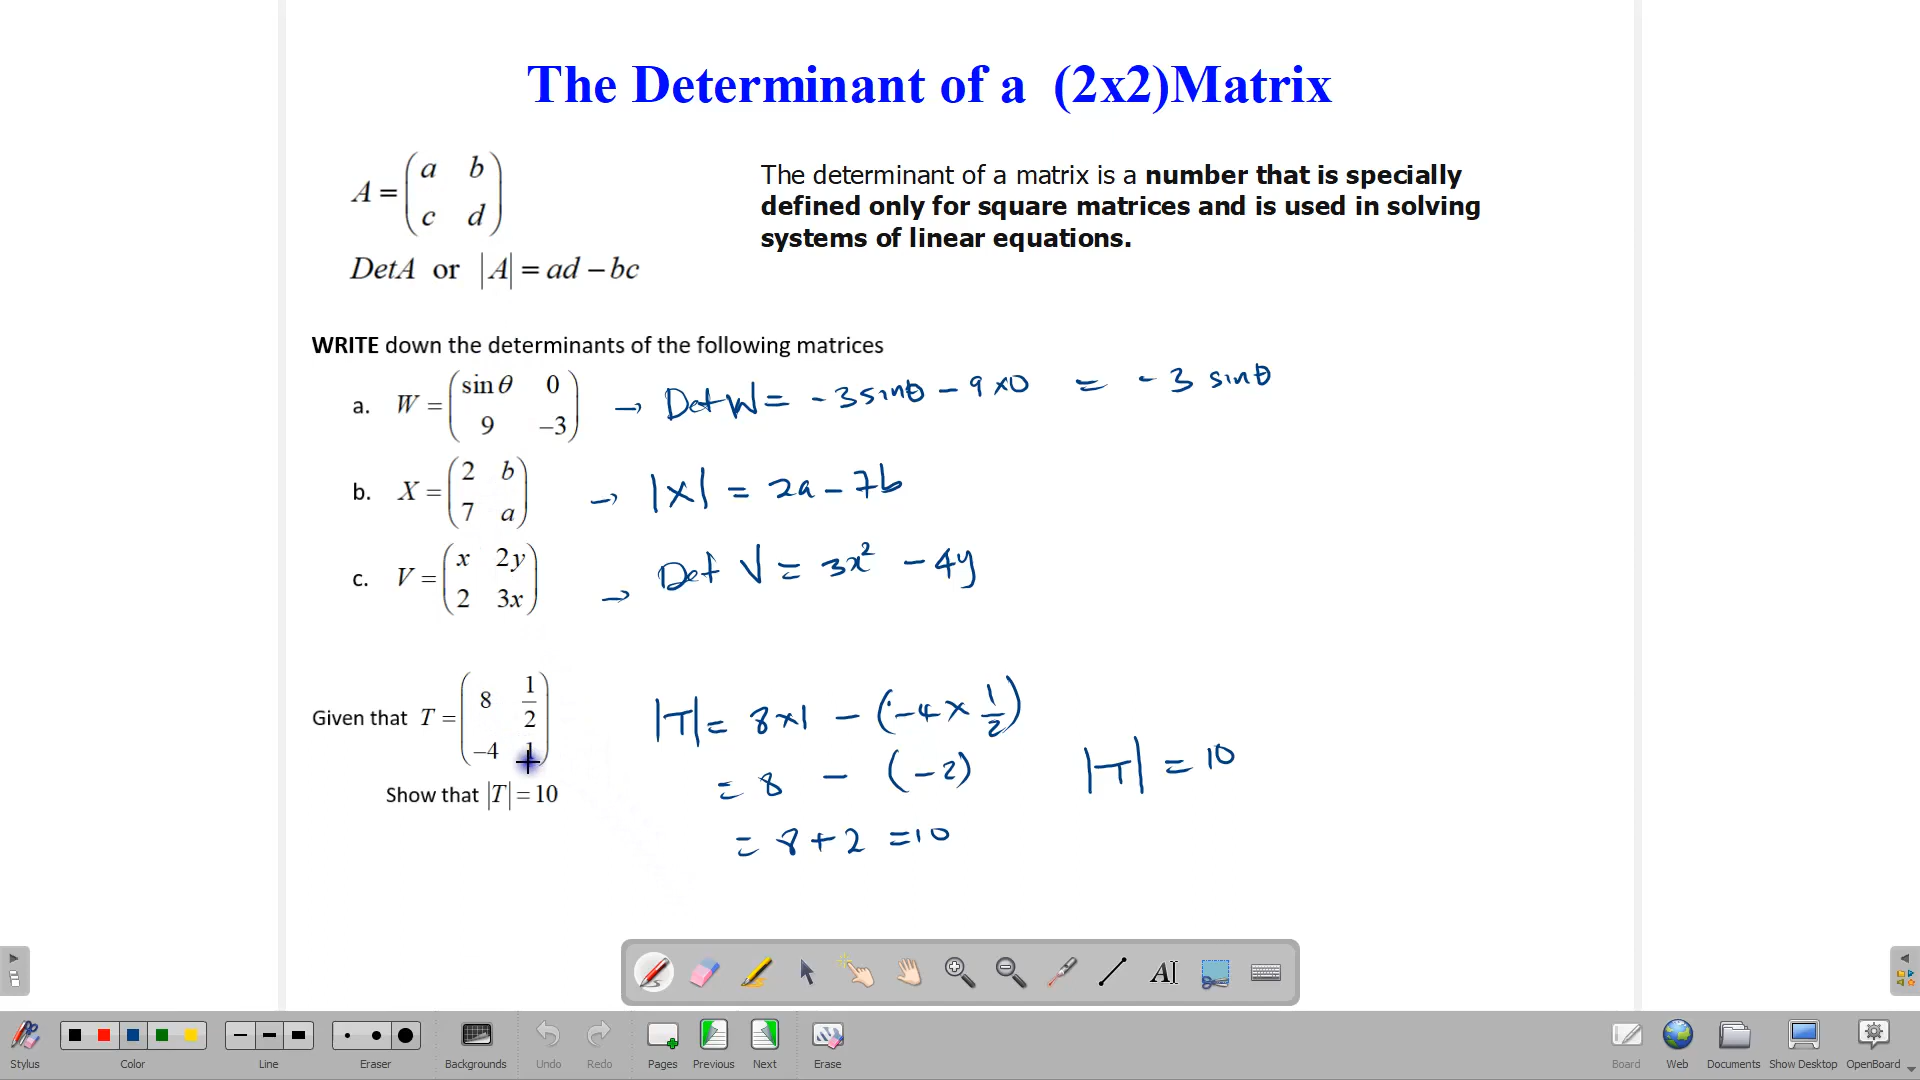 The Determinant of a (2x2)Matrix
A = (a b
c d)
DetA or |A| = ad − bc
The determinant of a matrix is a number that is specially
defined only for square matrices and is used in solving
systems of linear equations.
WRITE down the determinants of the following matrices
a. W = (sin θ 0
9 −3) → Det W = -3 sinθ - 9×0 = -3 sinθ
b. X = (2 b
7 a) → |X| = 2a - 7b
c. V = (x 2y
2 3x) → Det V = 3x² - 4y
Given that T = (8 1/2
−4 1)
Show that |T| = 10
|T| = 8×1 - (-4 × 1/2)
= 8 - (-2)
= 8 + 2 = 10
|T| = 10
AI
Stylus Color Line Eraser Backgrounds Undo Redo Pages Previous Next Erase Board Web Documents Show Desktop OpenBoard